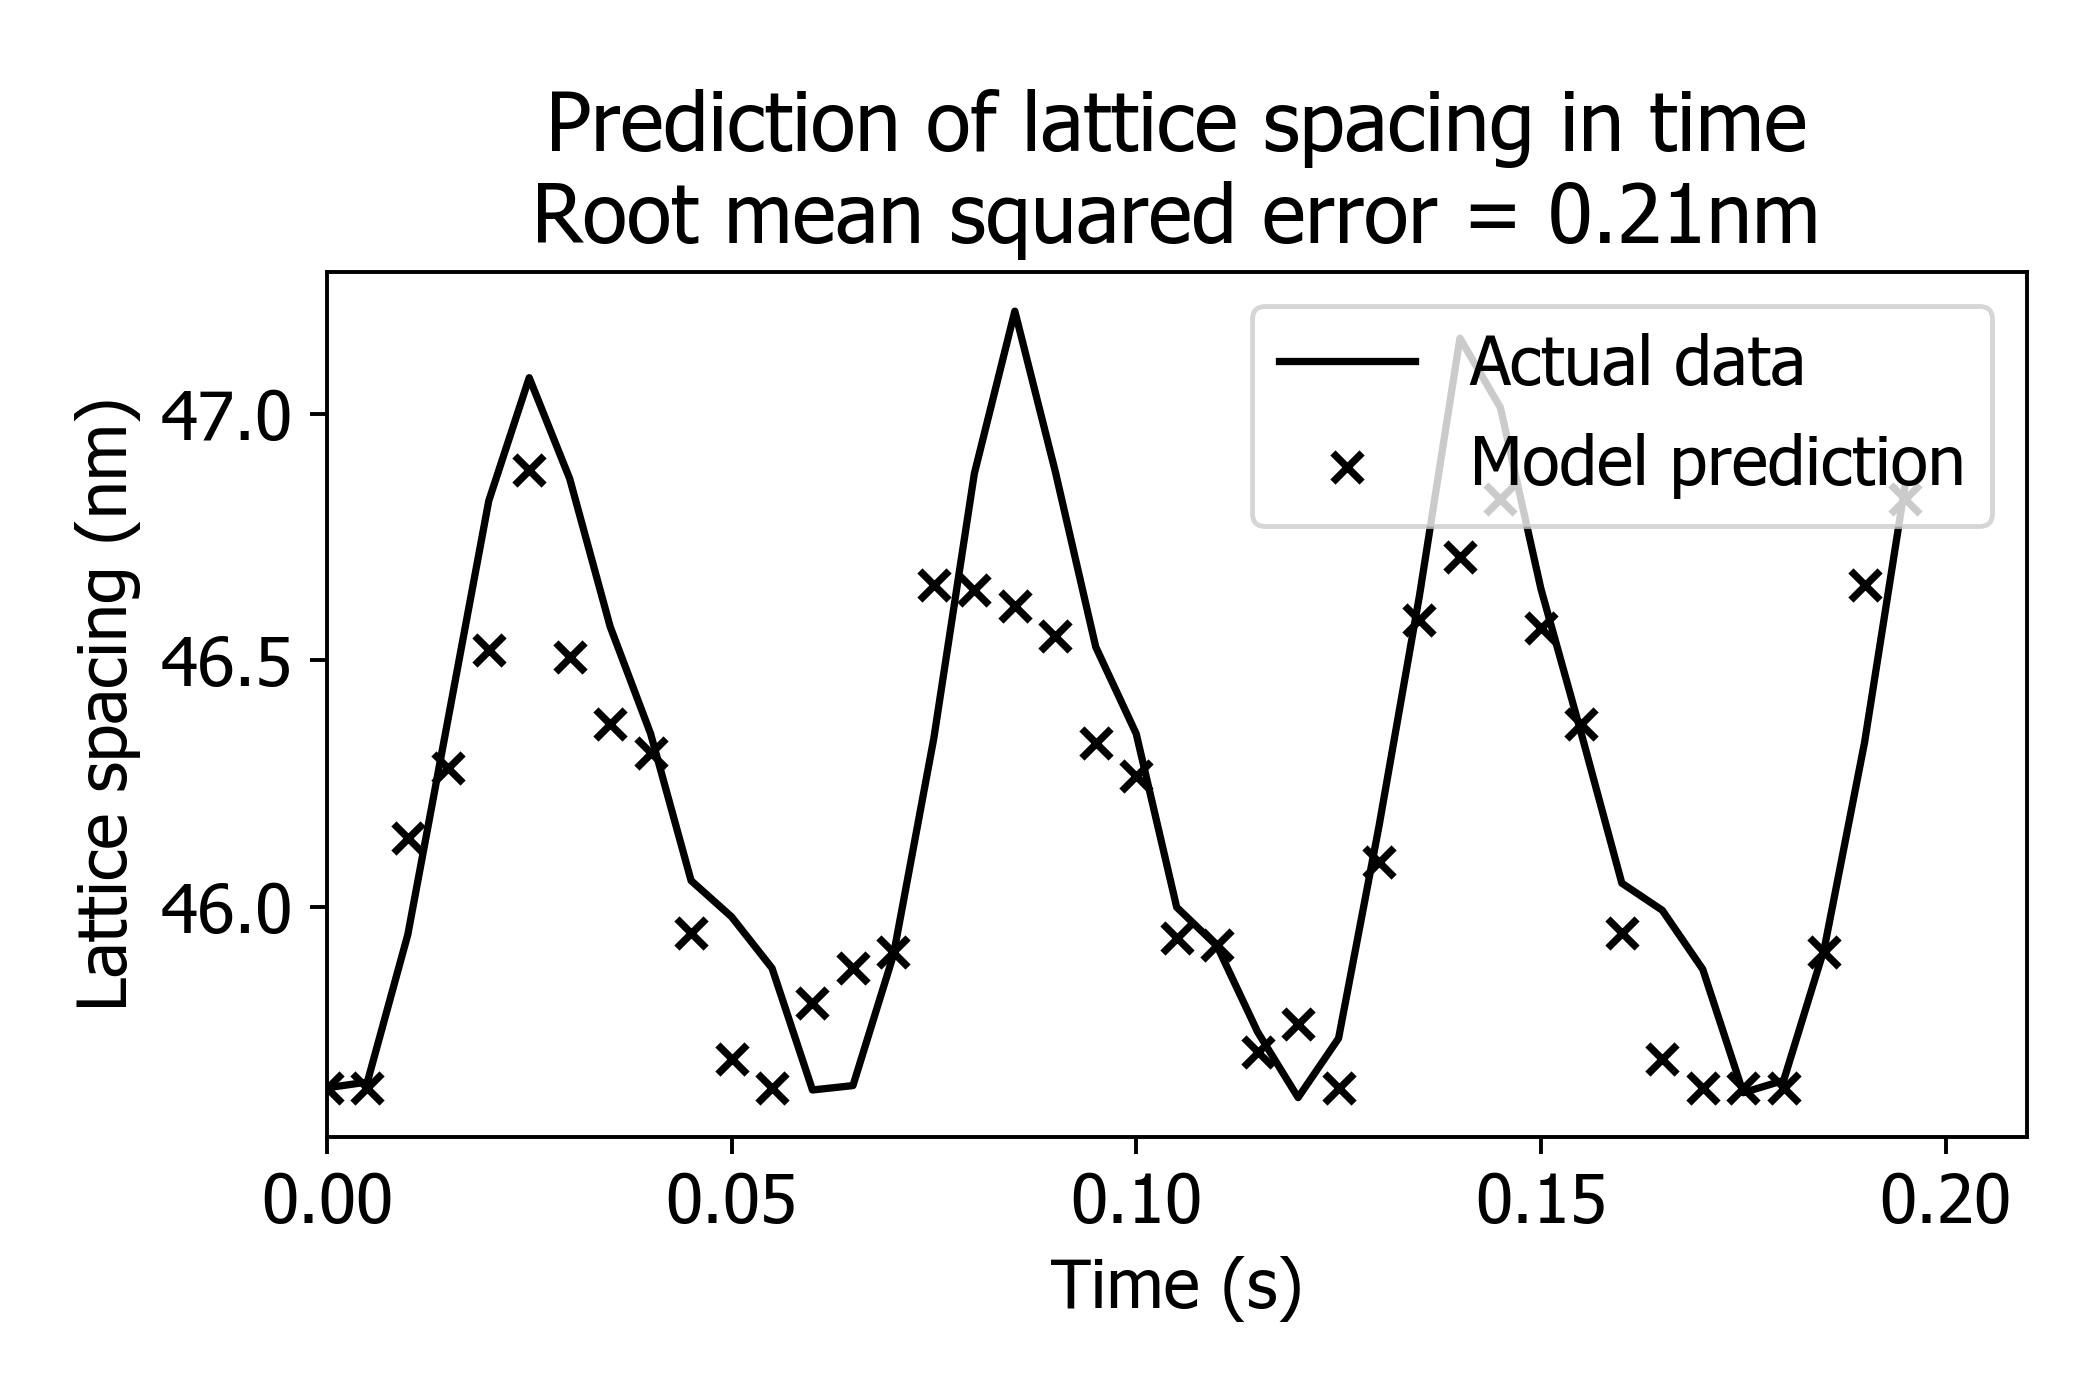 Prediction of lattice spacing in time
Root mean squared error = 0.21nm
Actual data
Model prediction
Lattice spacing (nm)
47.0
46.5
46.0
0.00 0.05 0.10 0.15 0.20
Time (s)